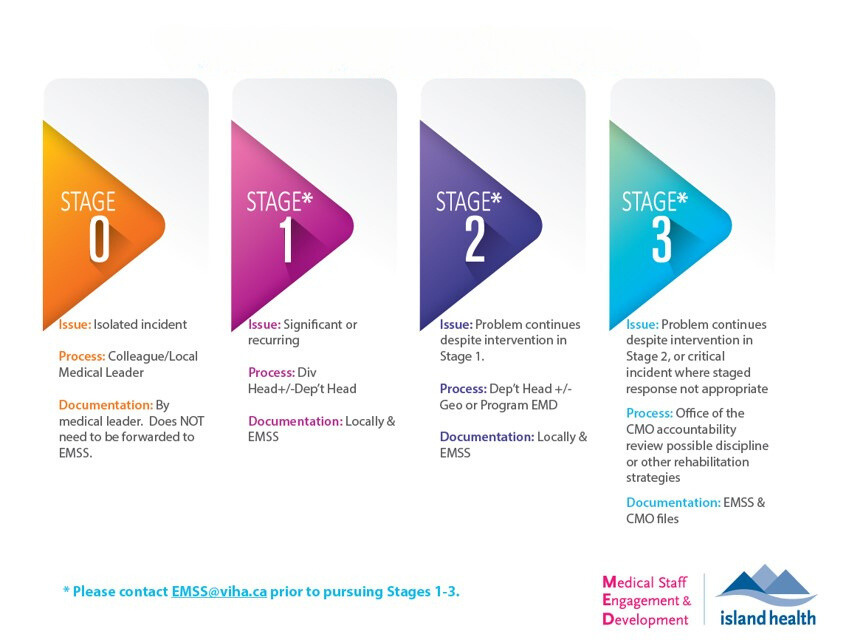 STAGE
0
Issue: Isolated incident
Process: Colleague/Local
Medical Leader
Documentation: By
medical leader. Does NOT
need to be forwarded to
EMSS.
STAGE*
1
Issue: Significant or
recurring
Process: Div
Head+/-Dep't Head
Documentation: Locally &
EMSS
STAGE*
2
Issue: Problem continues
despite intervention in
Stage 1.
Process: Dep't Head +/-
Geo or Program EMD
Documentation: Locally &
EMSS
STAGE*
3
Issue: Problem continues
despite intervention in
Stage 2, or critical
incident where staged
response not appropriate
Process: Office of the
CMO accountability
review possible discipline
or other rehabilitation
strategies
Documentation: EMSS &
CMO files
* Please contact EMSS@viha.ca prior to pursuing Stages 1-3.
Medical Staff
Engagement &
Development
island health